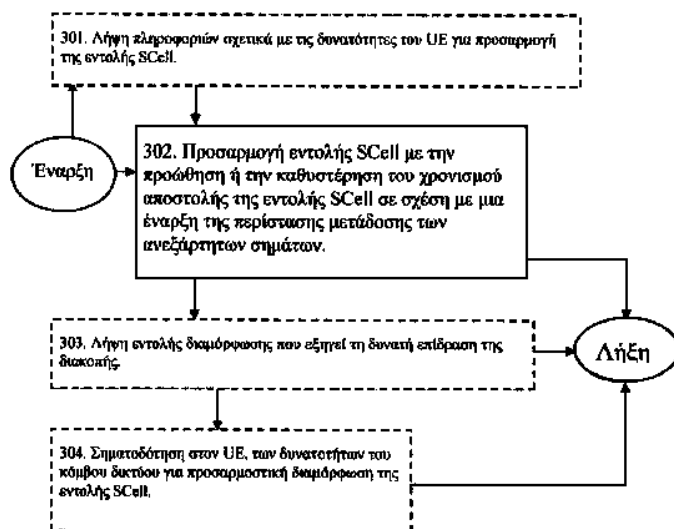 301. Λήψη πληροφοριών σχετικά με τις δυνατότητες του UE για προσαρμογή
της εντολής SCell.
Έναρξη
302. Προσαρμογή εντολής SCell με την
προώθηση ή την καθυστέρηση του χρονισμού
αποστολής της εντολής SCell σε σχέση με μια
έναρξη της περίστασης μετάδοσης των
ανεξάρτητων σημάτων.
303. Λήψη εντολής διαμόρφωσης που εξηγεί τη δυνατή επίδραση της
διακοπής.
Λήξη
304. Σηματοδότηση στον UE, των δυνατοτήτων του
κόμβου δικτύου για προσαρμοστική διαμόρφωση της
εντολής SCell.